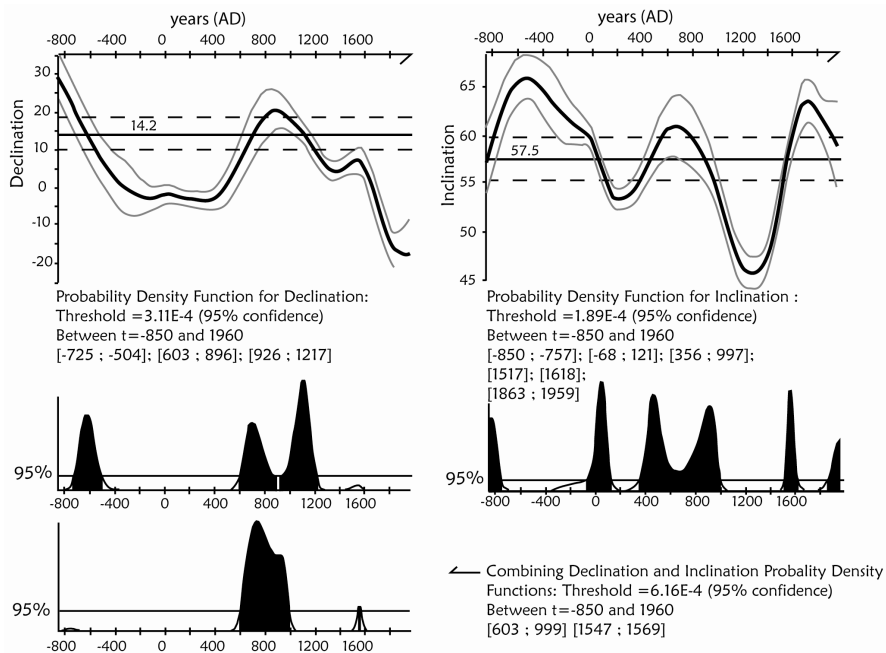 years (AD)
-800 -400 0 400 800 1200 1600
Declination
30
20
10
0
-10
-20
14.2
years (AD)
-800 -400 0 400 800 1200 1600
Inclination
65
60
55
50
45
57.5
Probability Density Function for Declination:
Threshold =3.11E-4 (95% confidence)
Between t=-850 and 1960
[-725 ; -504]; [603 ; 896]; [926 ; 1217]
Probability Density Function for Inclination :
Threshold =1.89E-4 (95% confidence)
Between t=-850 and 1960
[-850 ; -757]; [-68 ; 121]; [356 ; 997];
[1517]; [1618];
[1863 ; 1959]
95%
-800 -400 0 400 800 1200 1600
95%
-800 -400 0 400 800 1200 1600
95%
-800 -400 0 400 800 1200 1600
Combining Declination and Inclination Probality Density
Functions: Threshold =6.16E-4 (95% confidence)
Between t=-850 and 1960
[603 ; 999] [1547 ; 1569]